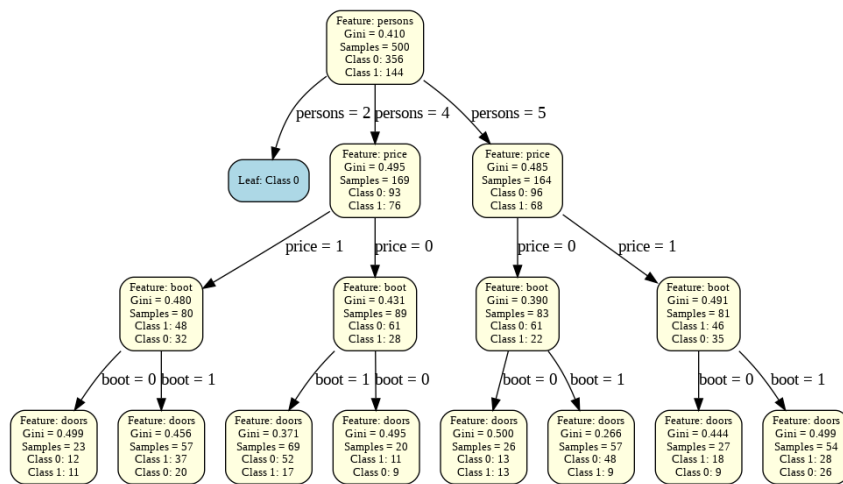 Feature: persons
Gini = 0.410
Samples = 500
Class 0: 356
Class 1: 144
persons = 2
persons = 4
persons = 5
Leaf: Class 0
Feature: price
Gini = 0.495
Samples = 169
Class 0: 93
Class 1: 76
Feature: price
Gini = 0.485
Samples = 164
Class 0: 96
Class 1: 68
price = 1
price = 0
price = 0
price = 1
Feature: boot
Gini = 0.480
Samples = 80
Class 1: 48
Class 0: 32
Feature: boot
Gini = 0.431
Samples = 89
Class 0: 61
Class 1: 28
Feature: boot
Gini = 0.390
Samples = 83
Class 0: 61
Class 1: 22
Feature: boot
Gini = 0.491
Samples = 81
Class 1: 46
Class 0: 35
boot = 0
boot = 1
boot = 1
boot = 0
boot = 0
boot = 1
boot = 0
boot = 1
Feature: doors
Gini = 0.499
Samples = 23
Class 0: 12
Class 1: 11
Feature: doors
Gini = 0.456
Samples = 57
Class 1: 37
Class 0: 20
Feature: doors
Gini = 0.371
Samples = 69
Class 0: 52
Class 1: 17
Feature: doors
Gini = 0.495
Samples = 20
Class 1: 11
Class 0: 9
Feature: doors
Gini = 0.500
Samples = 26
Class 0: 13
Class 1: 13
Feature: doors
Gini = 0.266
Samples = 57
Class 0: 48
Class 1: 9
Feature: doors
Gini = 0.444
Samples = 27
Class 1: 18
Class 0: 9
Feature: doors
Gini = 0.499
Samples = 54
Class 1: 28
Class 0: 26